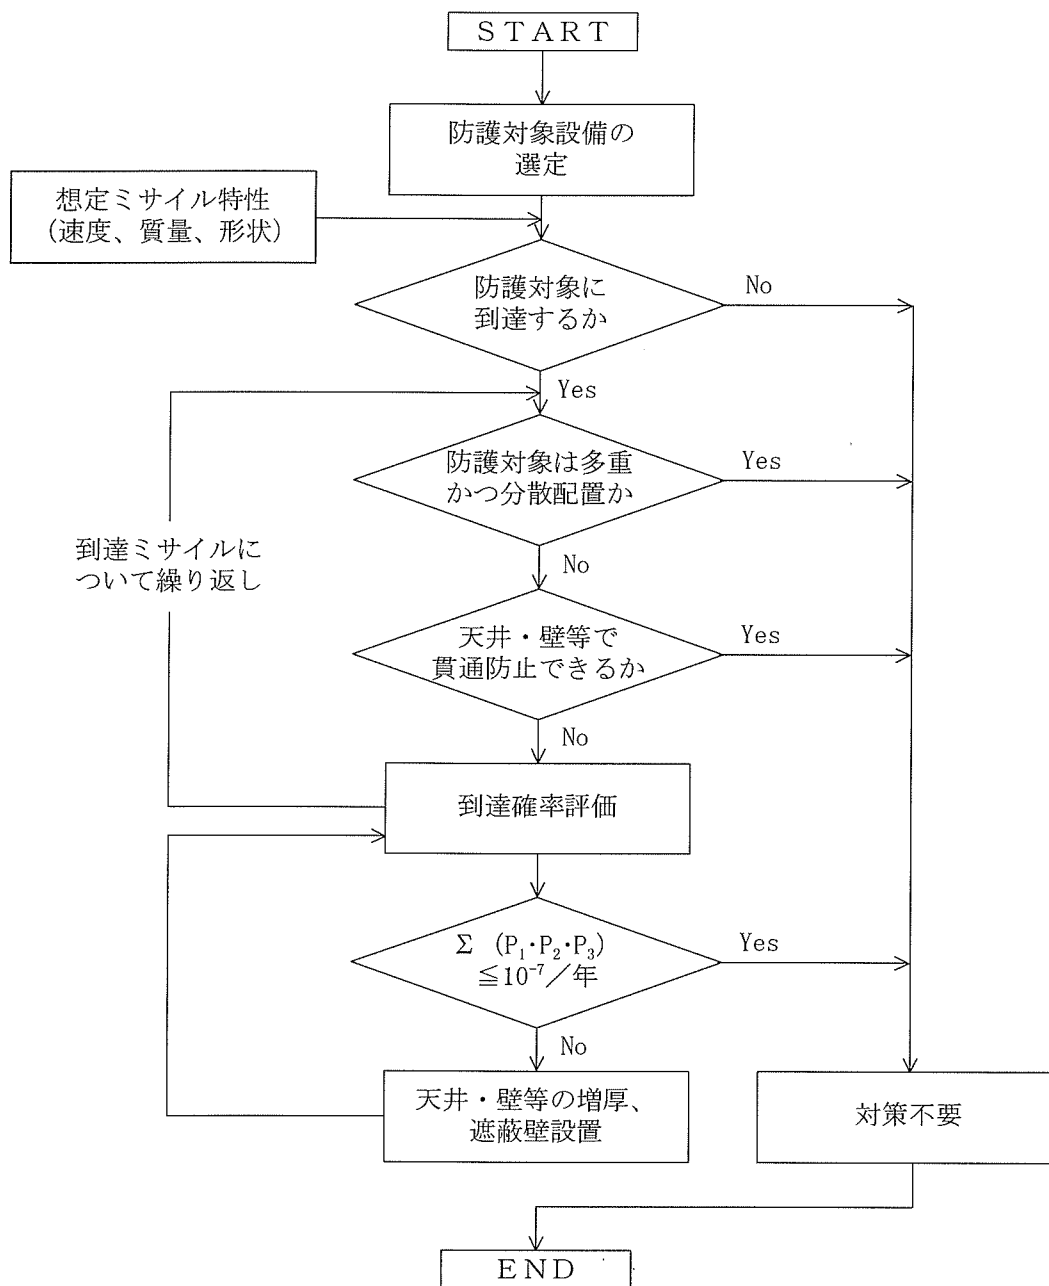 START
防護対象設備の
選定
想定ミサイル特性
（速度、質量、形状）
防護対象に
到達するか
No
Yes
防護対象は多重
かつ分散配置か
Yes
到達ミサイルに
ついて繰り返し
No
天井・壁等で
貫通防止できるか
Yes
No
到達確率評価
Σ （P₁・P₂・P₃）
≦10⁻⁷／年
Yes
No
天井・壁等の増厚、
遮蔽壁設置
対策不要
END